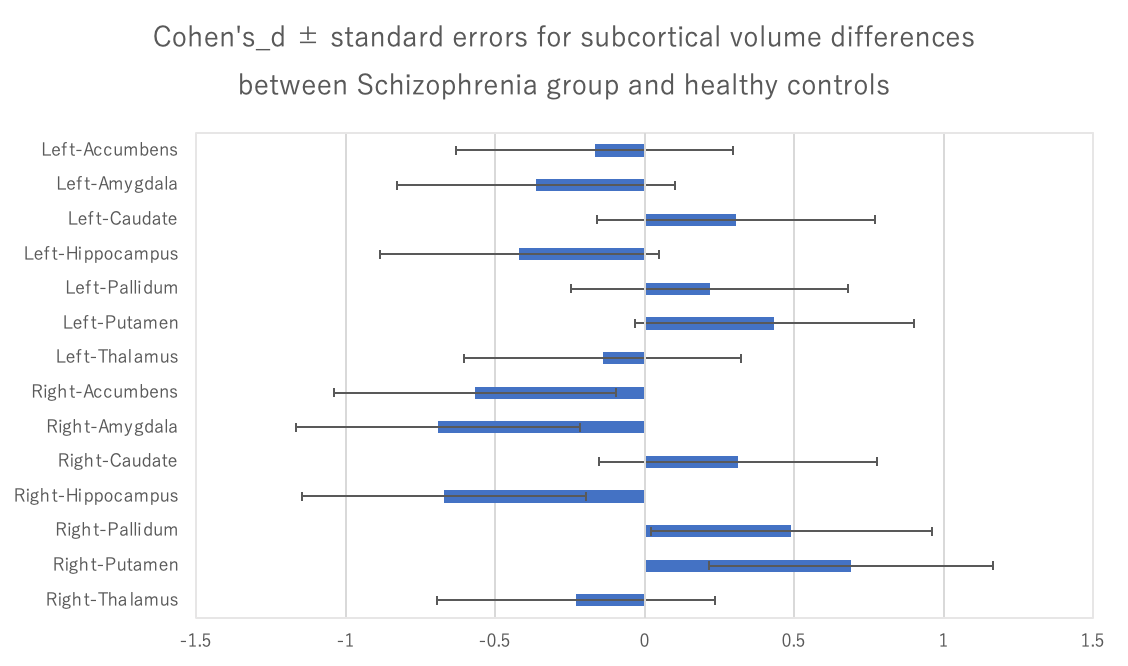 Cohen's_d ± standard errors for subcortical volume differences
between Schizophrenia group and healthy controls
Left-Accumbens
Left-Amygdala
Left-Caudate
Left-Hippocampus
Left-Pallidum
Left-Putamen
Left-Thalamus
Right-Accumbens
Right-Amygdala
Right-Caudate
Right-Hippocampus
Right-Pallidum
Right-Putamen
Right-Thalamus
-1.5 -1 -0.5 0 0.5 1 1.5